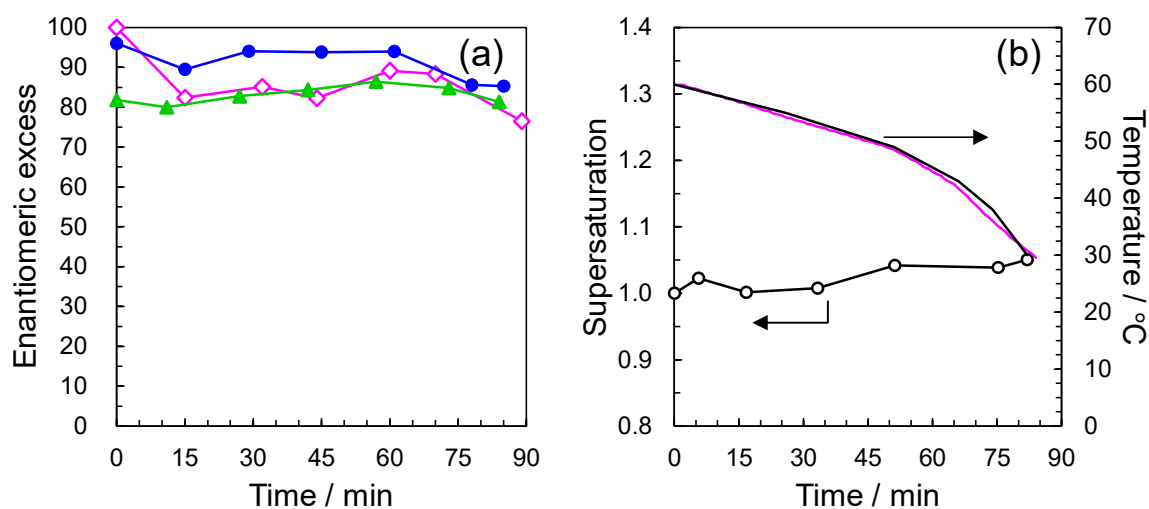 (a)
Enantiomeric excess
100
90
80
70
60
50
40
30
20
10
0
0 15 30 45 60 75 90
Time / min
(b)
Supersaturation
1.4
1.3
1.2
1.1
1.0
0.9
0.8
70
60
50
40
30
20
10
0
Temperature / °C
0 15 30 45 60 75 90
Time / min